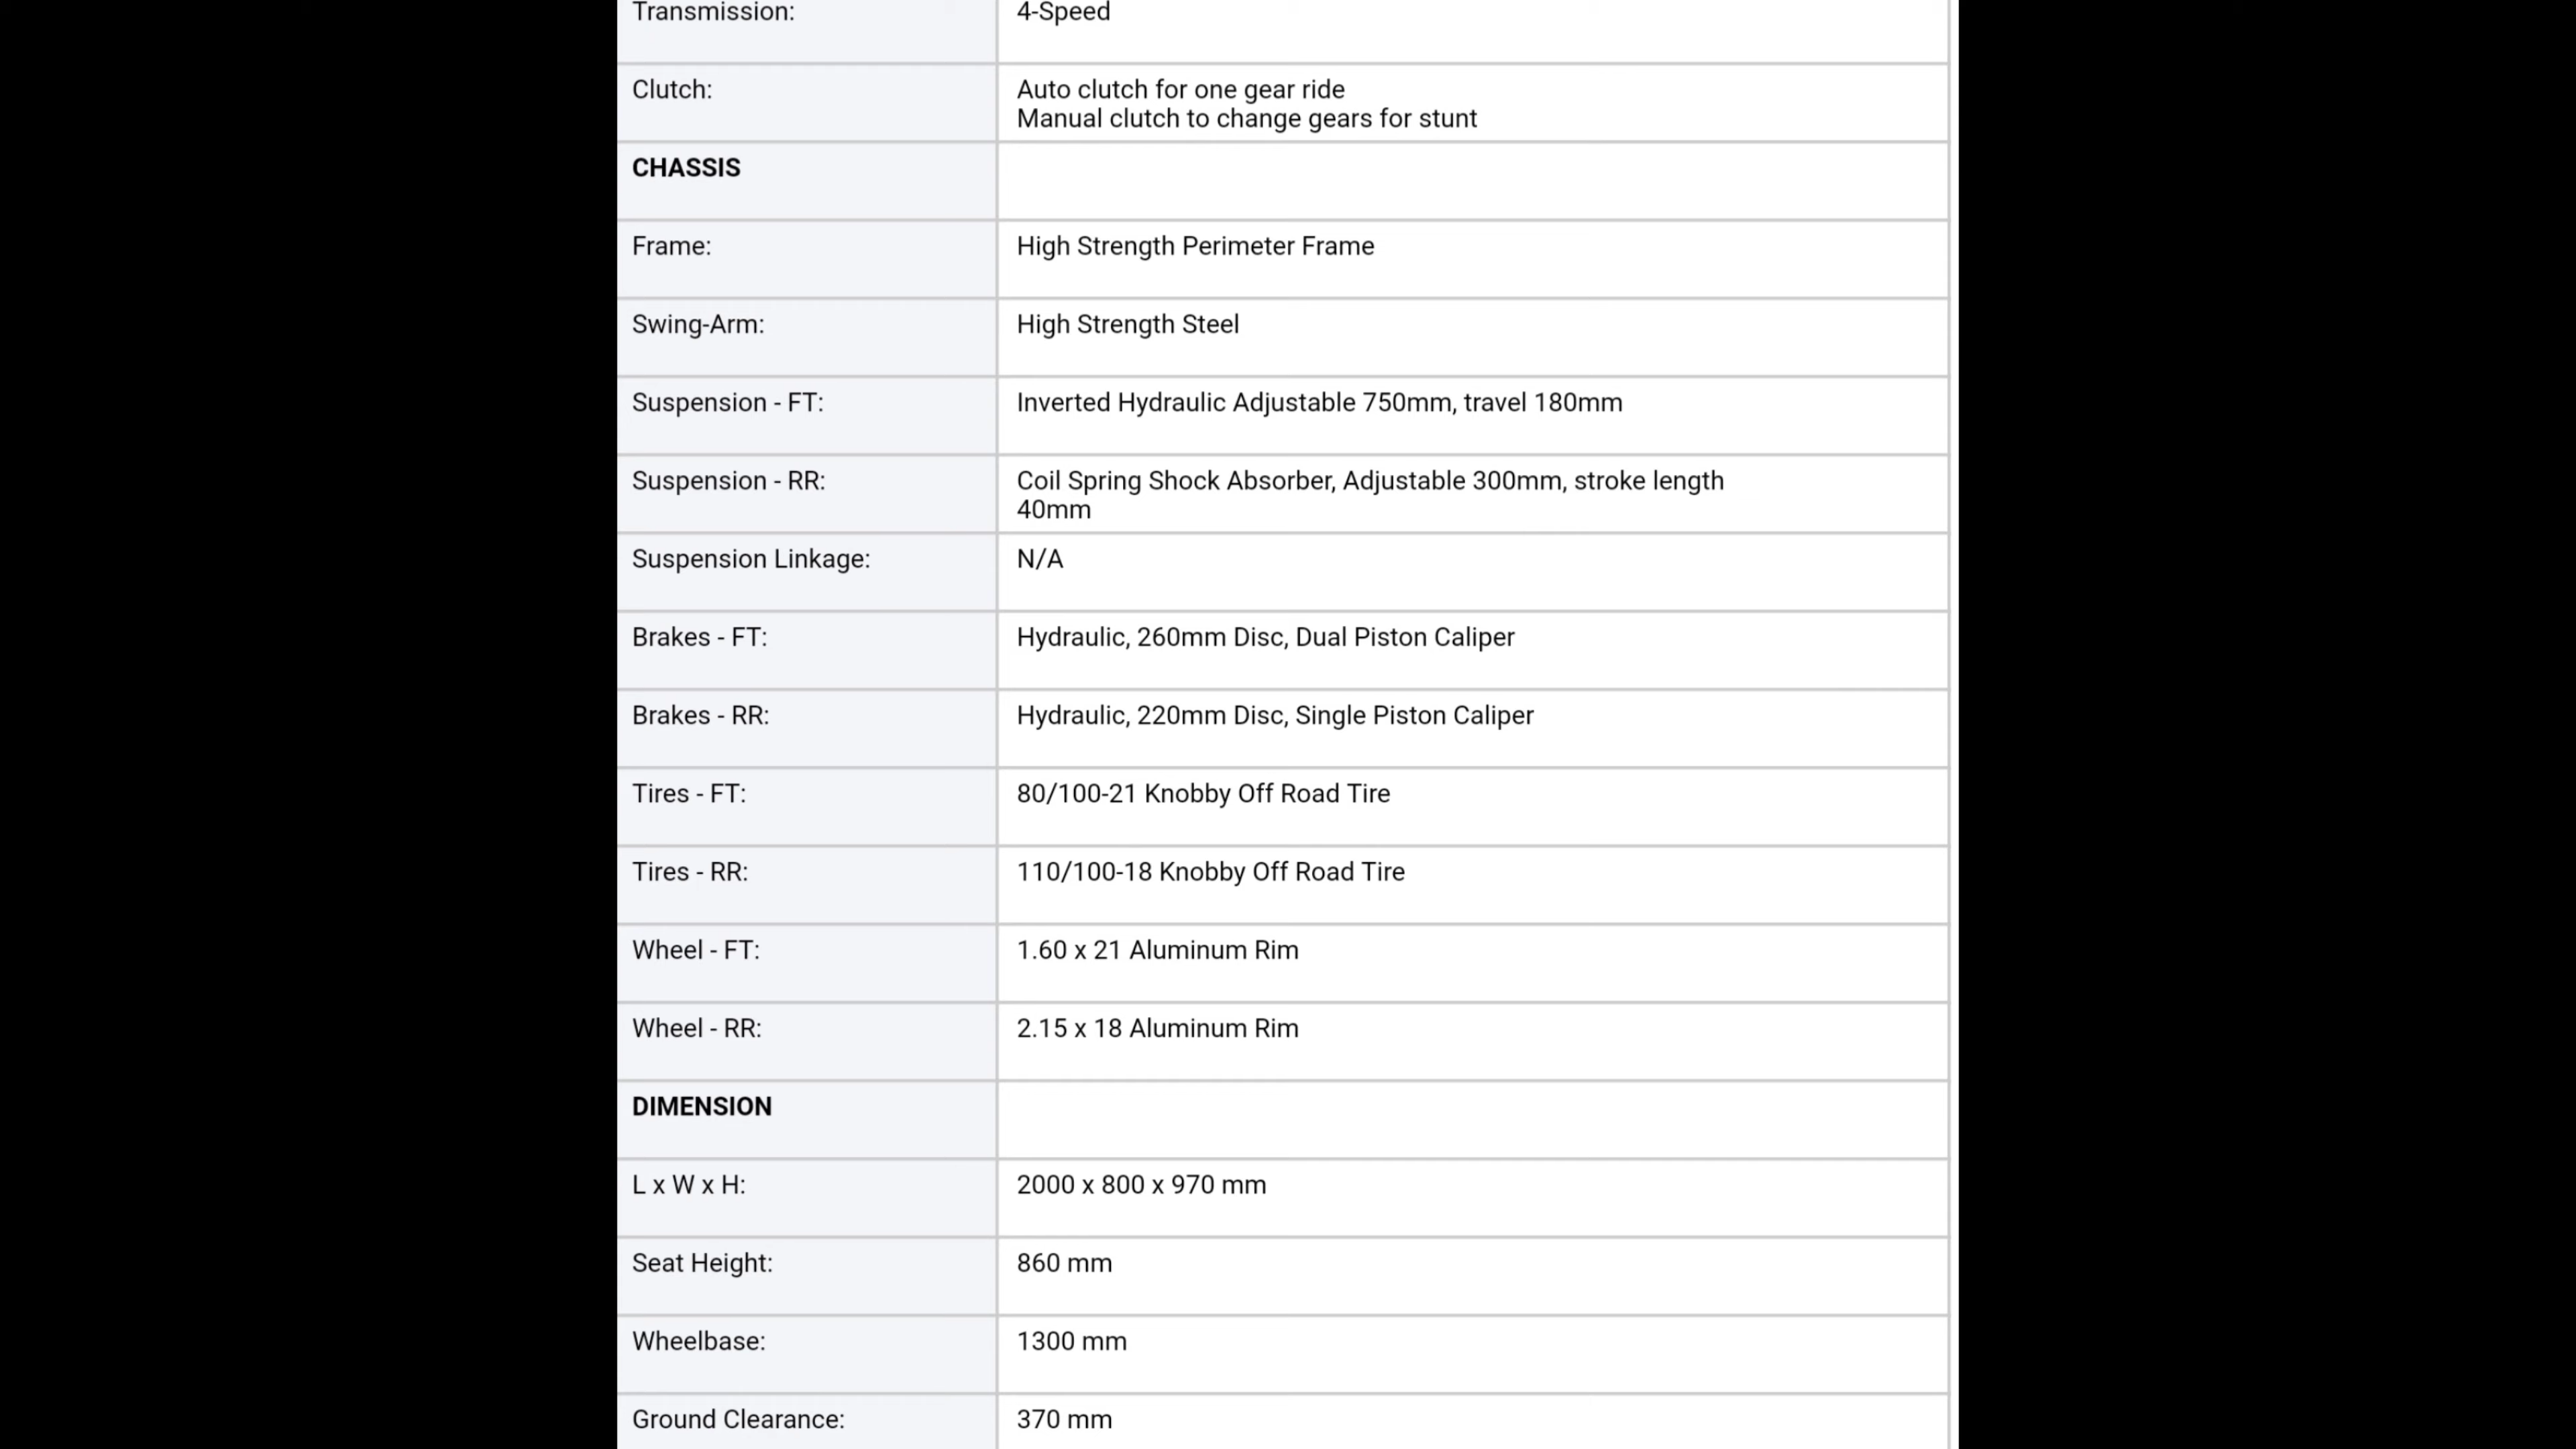 Transmission: 4-Speed
Clutch: Auto clutch for one gear ride
Manual clutch to change gears for stunt
CHASSIS
Frame: High Strength Perimeter Frame
Swing-Arm: High Strength Steel
Suspension - FT: Inverted Hydraulic Adjustable 750mm, travel 180mm
Suspension - RR: Coil Spring Shock Absorber, Adjustable 300mm, stroke length
40mm
Suspension Linkage: N/A
Brakes - FT: Hydraulic, 260mm Disc, Dual Piston Caliper
Brakes - RR: Hydraulic, 220mm Disc, Single Piston Caliper
Tires - FT: 80/100-21 Knobby Off Road Tire
Tires - RR: 110/100-18 Knobby Off Road Tire
Wheel - FT: 1.60 x 21 Aluminum Rim
Wheel - RR: 2.15 x 18 Aluminum Rim
DIMENSION
L x W x H: 2000 x 800 x 970 mm
Seat Height: 860 mm
Wheelbase: 1300 mm
Ground Clearance: 370 mm